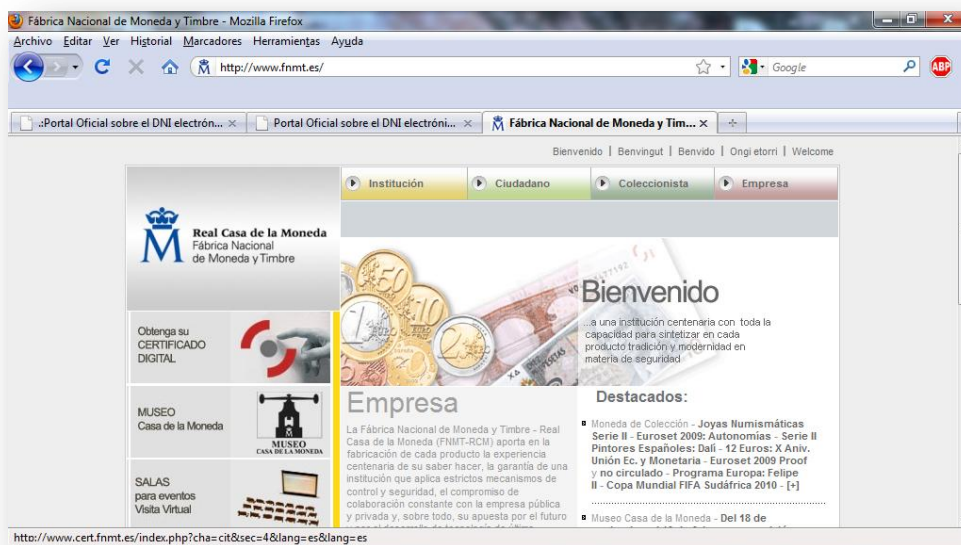 Fábrica Nacional de Moneda y Timbre - Mozilla Firefox
Archivo Editar Ver Historial Marcadores Herramientas Ayuda
http://www.fnmt.es/
Google
ABP
.:Portal Oficial sobre el DNI electrón...
Portal Oficial sobre el DNI electróni...
Fábrica Nacional de Moneda y Tim...
Bienvenido | Benvingut | Benvido | Ongi etorri | Welcome
Institución
Ciudadano
Coleccionista
Empresa
Real Casa de la Moneda
Fábrica Nacional
de Moneda y Timbre
Bienvenido
...a una institución centenaria con toda la
capacidad para sintetizar en cada
producto tradición y modernidad en
materia de seguridad
Obtenga su
CERTIFICADO
DIGITAL
MUSEO
Casa de la Moneda
MUSEO
CASA DE LA MONEDA
SALAS
para eventos
Visita Virtual
Empresa
La Fábrica Nacional de Moneda y Timbre - Real
Casa de la Moneda (FNMT-RCM) aporta en la
fabricación de cada producto la experiencia
centenaria de su saber hacer, la garantía de una
institución que aplica estrictos mecanismos de
control y seguridad, el compromiso de
colaboración constante con la empresa pública
y privada y, sobre todo, su apuesta por el futuro
Destacados:
Moneda de Colección - Joyas Numismáticas
Serie II - Euroset 2009: Autonomías - Serie II
Pintores Españoles: Dalí - 12 Euros: X Aniv.
Unión Ec. y Monetaria - Euroset 2009 Proof
y no circulado - Programa Europa: Felipe
II - Copa Mundial FIFA Sudáfrica 2010 - [+]
Museo Casa de la Moneda - Del 18 de
http://www.cert.fnmt.es/index.php?cha=cit&sec=4&lang=es&lang=es